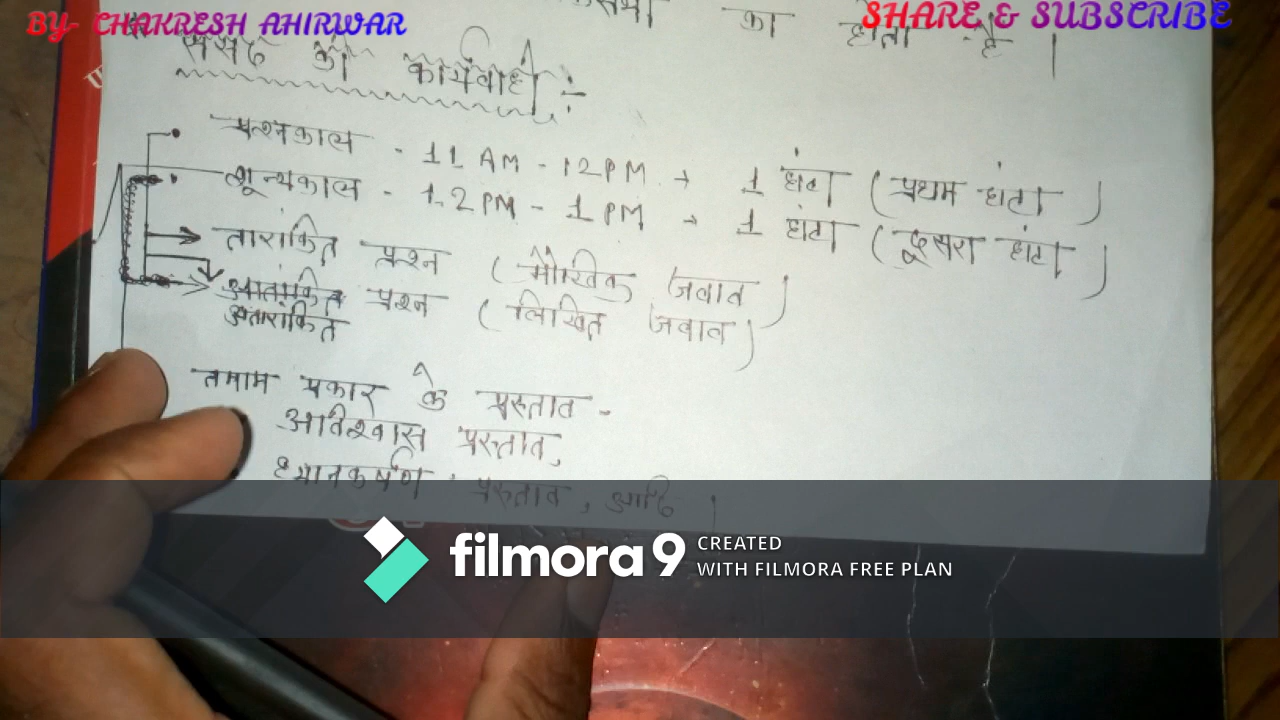 BY- CHAKRESH AHIRWAR
SHARE & SUBSCRIBE
का होता है |
संसद की कार्यवाही :-
प्रश्नकाल - 11 AM - 12 PM → 1 घंटा (प्रथम घंटा)
शून्यकाल - 12 PM - 1 PM → 1 घंटा (दूसरा घंटा)
तारांकित प्रश्न (मौखिक जवाब)
प्रश्न (लिखित जवाब)
अतारांकित
तमाम प्रकार के प्रस्ताव -
अविश्वास प्रस्ताव,
ध्यानकर्षण प्रस्ताव, आदि |
filmora 9 CREATED
WITH FILMORA FREE PLAN